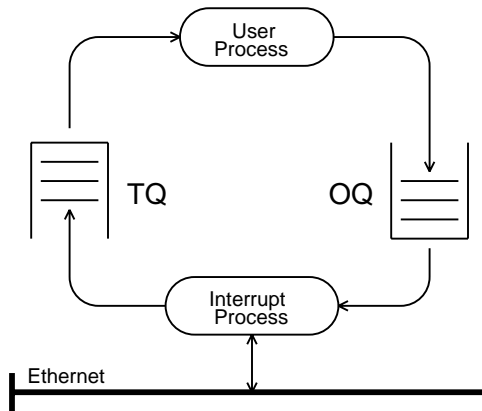 User
Process
TQ
OQ
Interrupt
Process
Ethernet